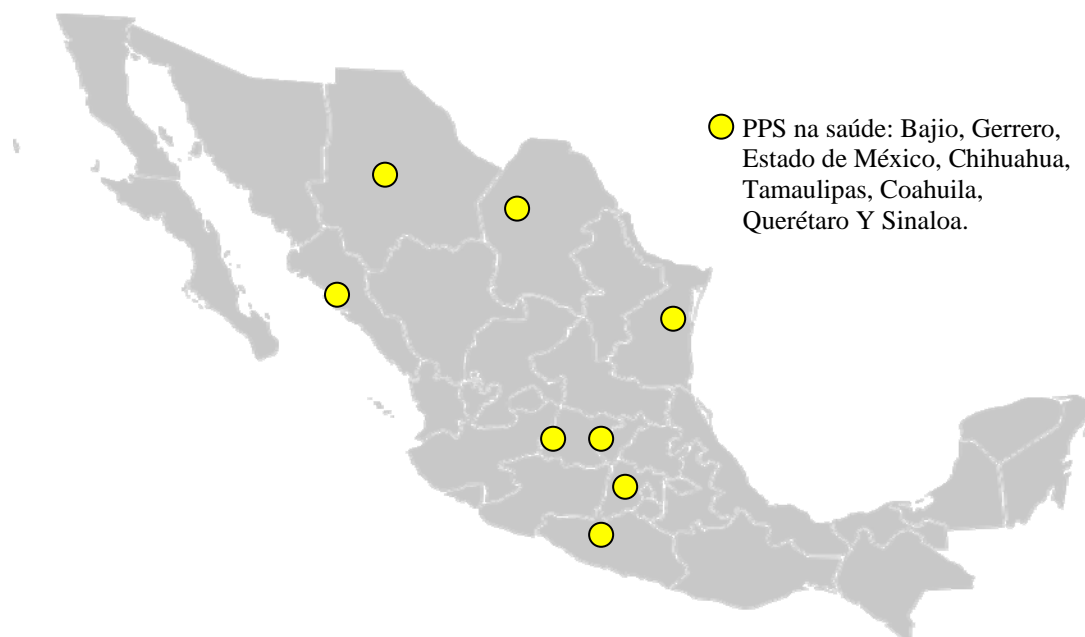 PPS na saúde: Bajio, Gerrero,
Estado de México, Chihuahua,
Tamaulipas, Coahuila,
Querétaro Y Sinaloa.